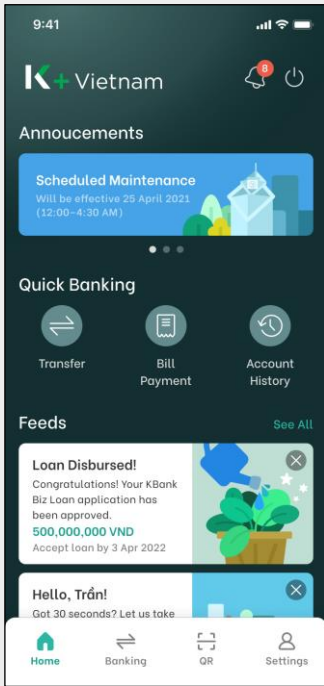 9:41
K+ Vietnam
8
Annoucements
Scheduled Maintenance
Will be effective 25 April 2021
(12:00-4:30 AM)
Quick Banking
Transfer
Bill
Payment
Account
History
Feeds
See All
Loan Disbursed!
Congratulations! Your KBank
Biz Loan application has
been approved.
500,000,000 VND
Accept loan by 3 Apr 2022
Hello, Trần!
Got 30 seconds? Let us take
Home
Banking
QR
Settings